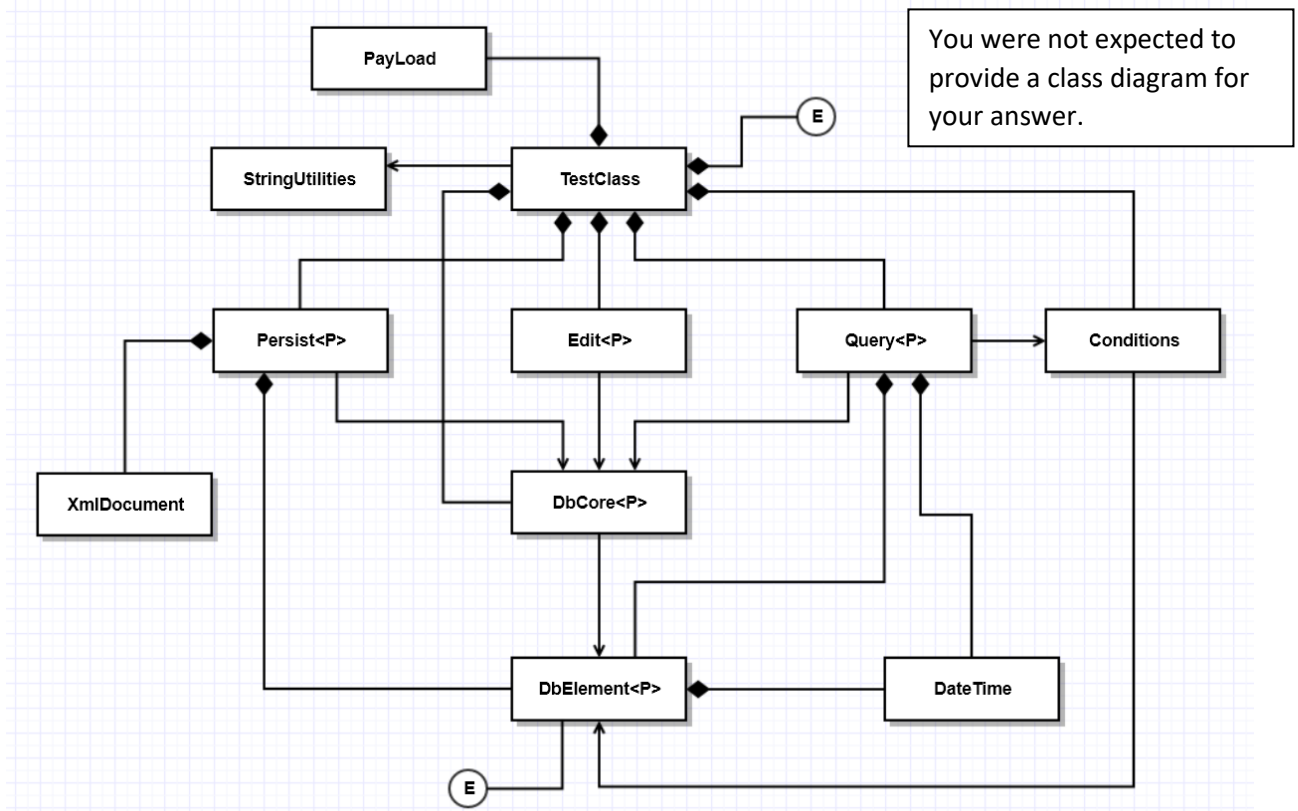 You were not expected to
provide a class diagram for
your answer.
PayLoad
E
StringUtilities
TestClass
Persist<P>
Edit<P>
Query<P>
Conditions
XmlDocument
DbCore<P>
DbElement<P>
DateTime
E